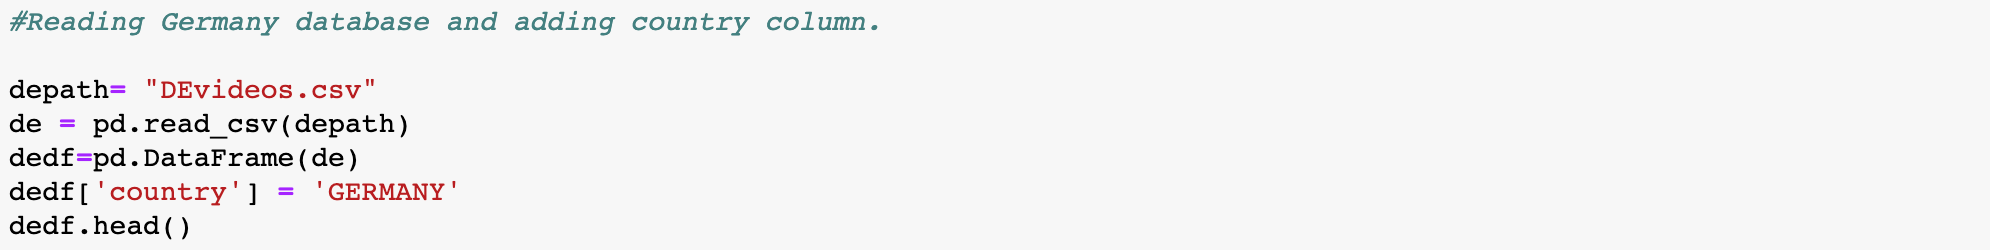 #Reading Germany database and adding country column.
depath= "DEvideos.csv"
de = pd.read_csv(depath)
dedf=pd.DataFrame(de)
dedf['country'] = 'GERMANY'
dedf.head()